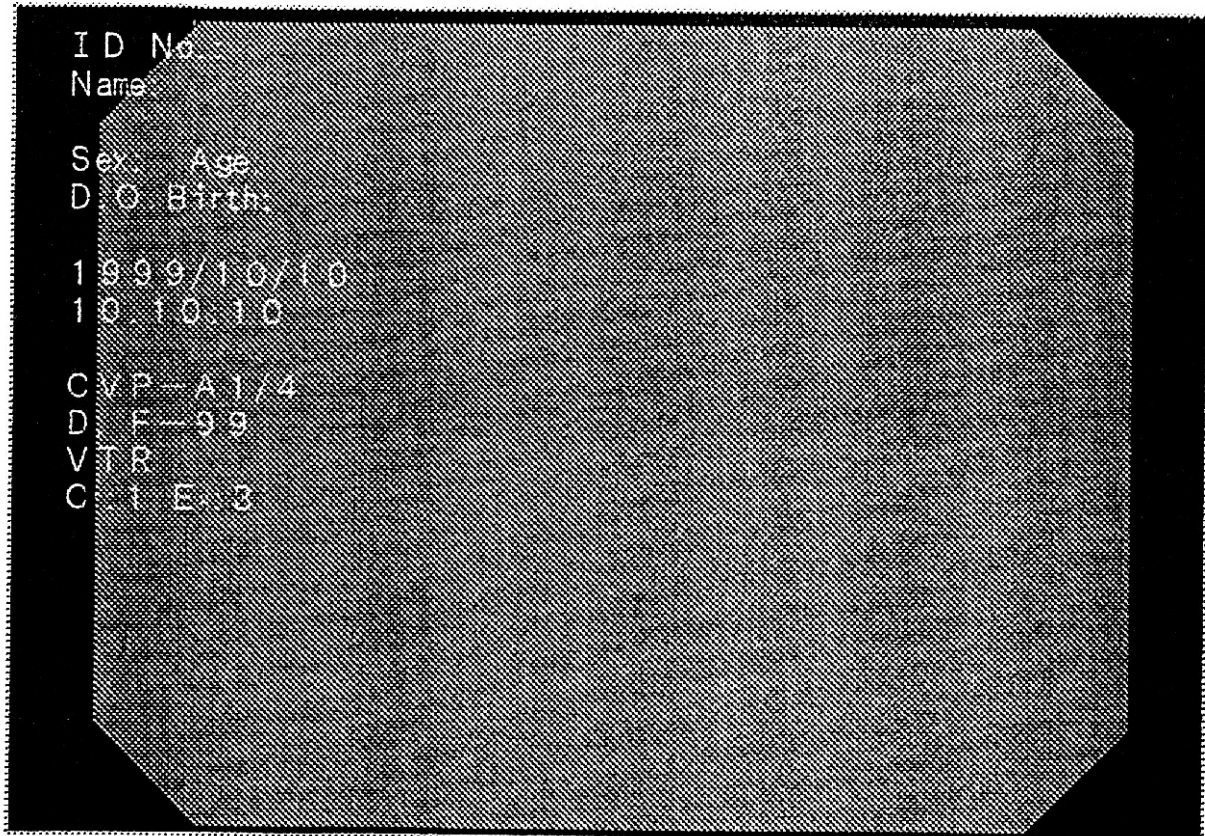 ID No.:
Name:
Sex: Age:
D.O.Birth:
1999/10/10
10:10:10
CVP-A1/4
D.F-99
VTR
C:1 E:3